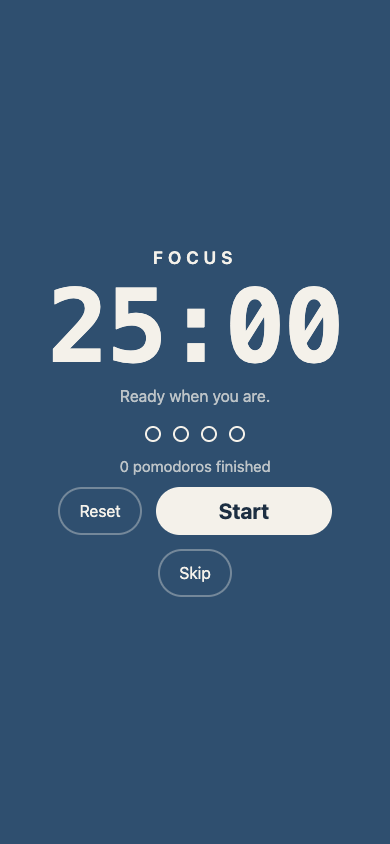 FOCUS
25:00
Ready when you are.
0 pomodoros finished
Reset Start
Skip